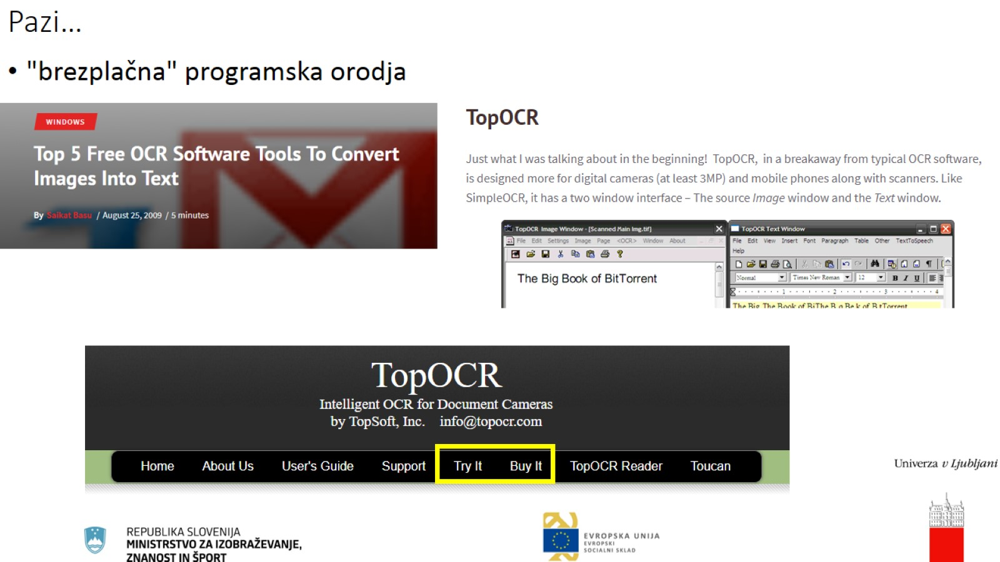 Pazi...
• "brezplačna" programska orodja
WINDOWS
Top 5 Free OCR Software Tools To Convert
Images Into Text
By Saikat Basu / August 25, 2009 / 5 minutes
TopOCR
Just what I was talking about in the beginning! TopOCR, in a breakaway from typical OCR software,
is designed more for digital cameras (at least 3MP) and mobile phones along with scanners. Like
SimpleOCR, it has a two window interface – The source Image window and the Text window.
TopOCR Image Window - [Scanned Main Img.tif]
File Edit Settings Image Page <OCR> Window About
The Big Book of BitTorrent
TopOCR Text Window
File Edit View Insert Font Paragraph Table Other TextToSpeech
Help
Normal Times New Roman 12 B I U
1 2 3 4
The Big The Book of BiThe B
TopOCR
Intelligent OCR for Document Cameras
by TopSoft, Inc. info@topocr.com
Home About Us User's Guide Support Try It Buy It TopOCR Reader Toucan
Univerza v Ljubljani
REPUBLIKA SLOVENIJA
MINISTRSTVO ZA IZOBRAŽEVANJE,
ZNANOST IN ŠPORT
EVROPSKA UNIJA
EVROPSKI
SOCIALNI SKLAD